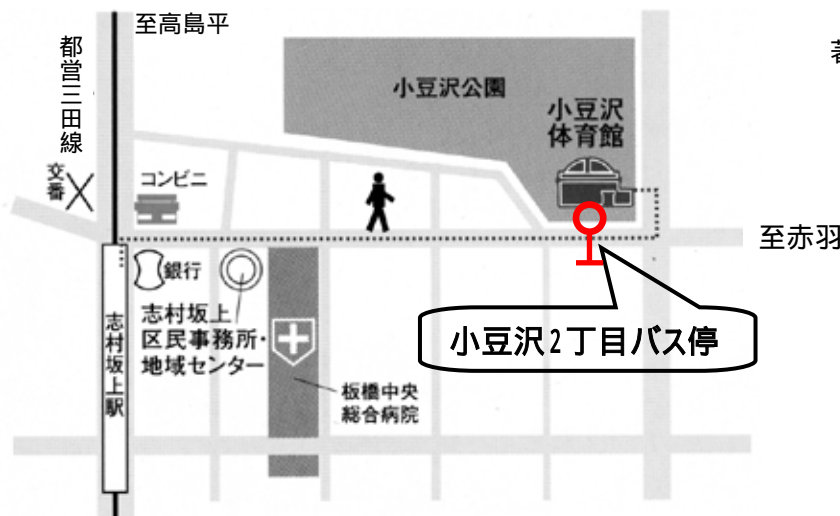 至高島平
都営三田線
交番
コンビニ
小豆沢公園
小豆沢
体育館
至赤羽
銀行
志村坂上
区民事務所・
地域センター
志村坂上駅
板橋中央
総合病院
小豆沢2丁目バス停